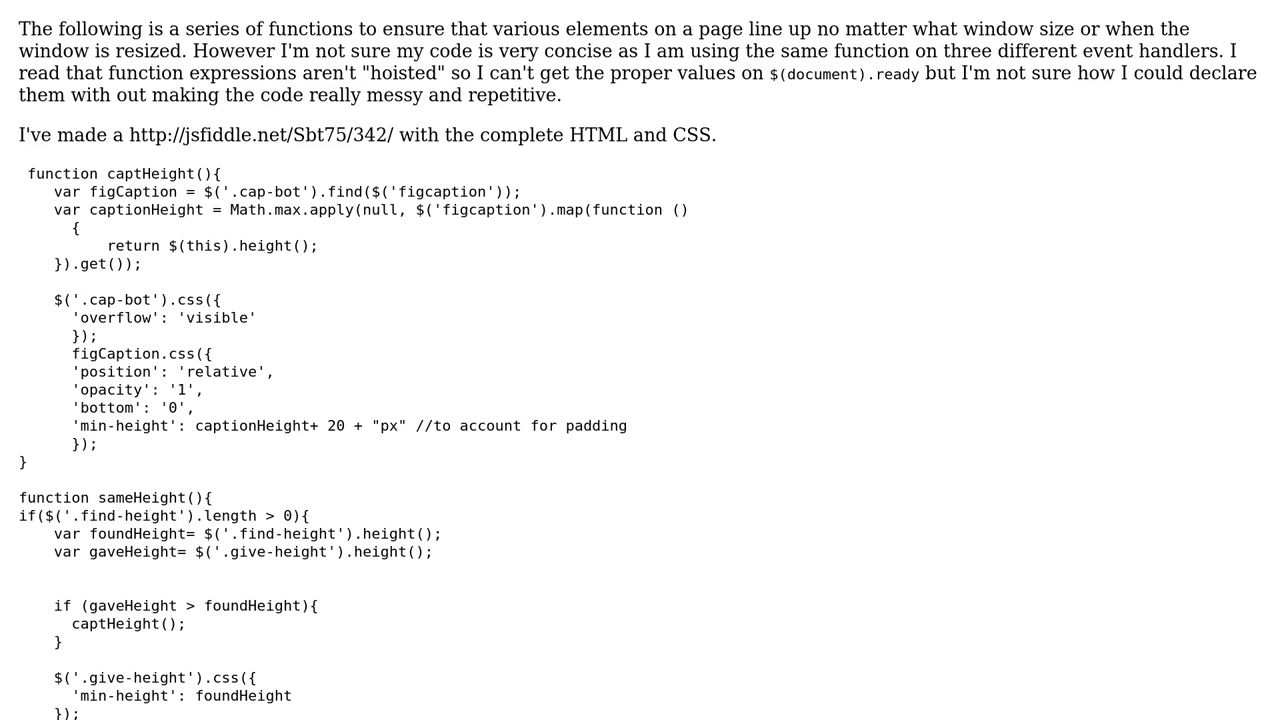 The following is a series of functions to ensure that various elements on a page line up no matter what window size or when the
window is resized. However I'm not sure my code is very concise as I am using the same function on three different event handlers. I
read that function expressions aren't "hoisted" so I can't get the proper values on $(document).ready but I'm not sure how I could declare
them with out making the code really messy and repetitive.
I've made a http://jsfiddle.net/Sbt75/342/ with the complete HTML and CSS.
function captHeight(){
    var figCaption = $('.cap-bot').find($('figcaption'));
    var captionHeight = Math.max.apply(null, $('figcaption').map(function ()
      {
          return $(this).height();
    }).get());
    $('.cap-bot').css({
      'overflow': 'visible'
      });
      figCaption.css({
      'position': 'relative',
      'opacity': '1',
      'bottom': '0',
      'min-height': captionHeight+ 20 + "px" //to account for padding
      });
}
function sameHeight(){
if($('.find-height').length > 0){
    var foundHeight= $('.find-height').height();
    var gaveHeight= $('.give-height').height();
    if (gaveHeight > foundHeight){
      captHeight();
    }
    $('.give-height').css({
      'min-height': foundHeight
    });